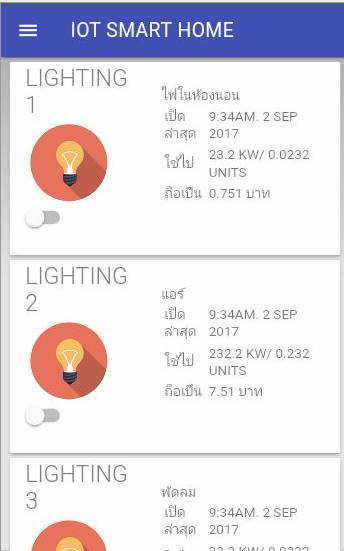 IOT SMART HOME
LIGHTING
1
ไฟในห้องนอน
เปิด
ล่าสุด
9:34AM. 2 SEP
2017
ใช้ไป
23.2 KW/ 0.0232
UNITS
ถือเป็น 0.751 บาท
LIGHTING
2
แอร์
เปิด
ล่าสุด
9:34AM. 2 SEP
2017
ใช้ไป
232.2 KW/ 0.232
UNITS
ถือเป็น 7.51 บาท
LIGHTING
3
พัดลม
เปิด
ล่าสุด
9:34AM. 2 SEP
2017